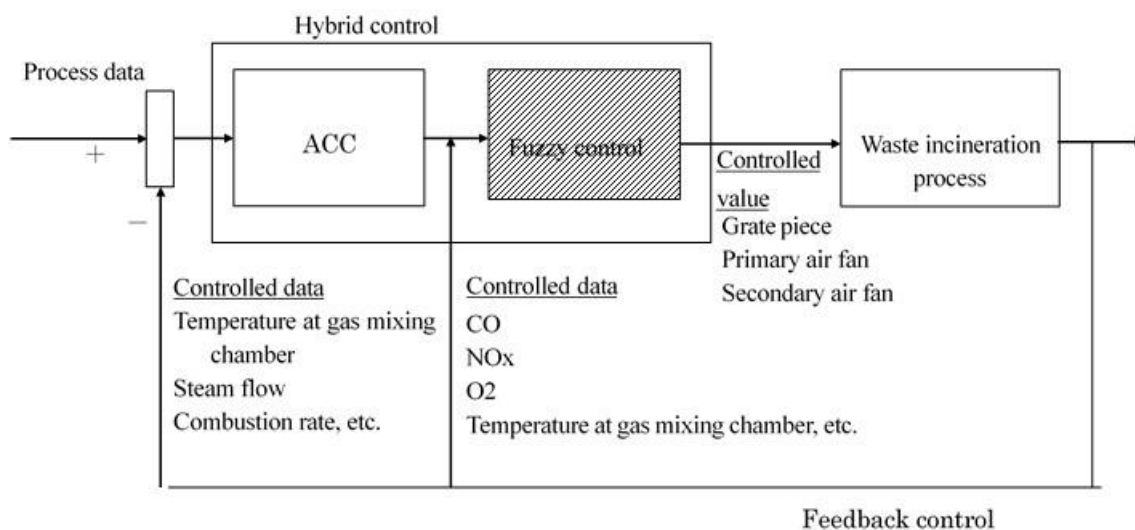 Hybrid control
Process data
+
−
ACC
Fuzzy control
Waste incineration
process
Controlled
value
Grate piece
Primary air fan
Secondary air fan
Controlled data
Temperature at gas mixing
chamber
Steam flow
Combustion rate, etc.
Controlled data
CO
NOx
O2
Temperature at gas mixing chamber, etc.
Feedback control